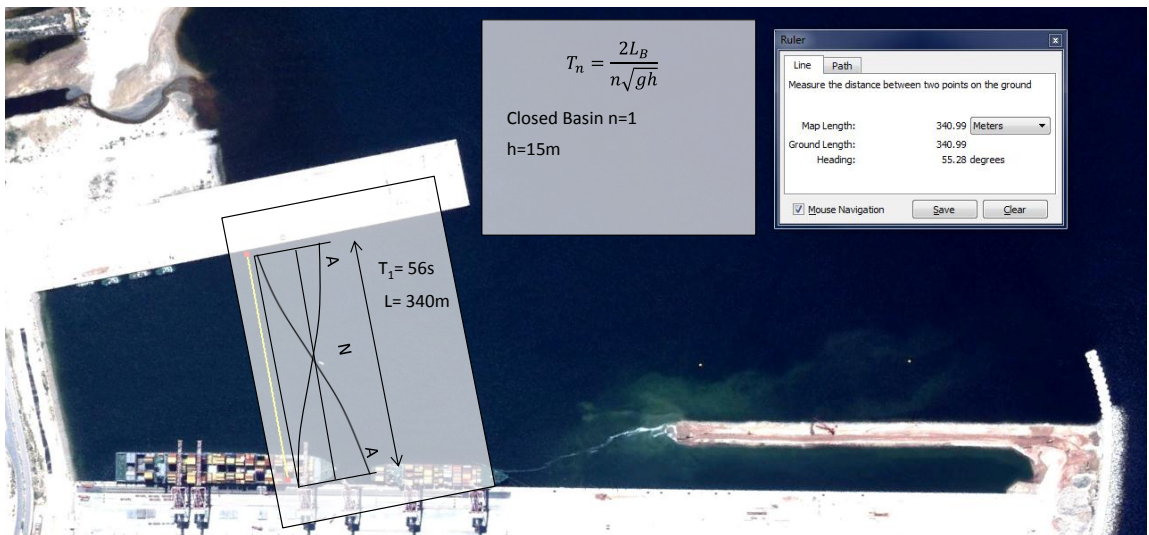 Tₙ = 2L_B / n√gh
Closed Basin n=1
h=15m
Ruler
x
Line Path
Measure the distance between two points on the ground
Map Length: 340.99 Meters
Ground Length: 340.99
Heading: 55.28 degrees
Mouse Navigation Save Clear
A
T₁= 56s
L= 340m
N
A